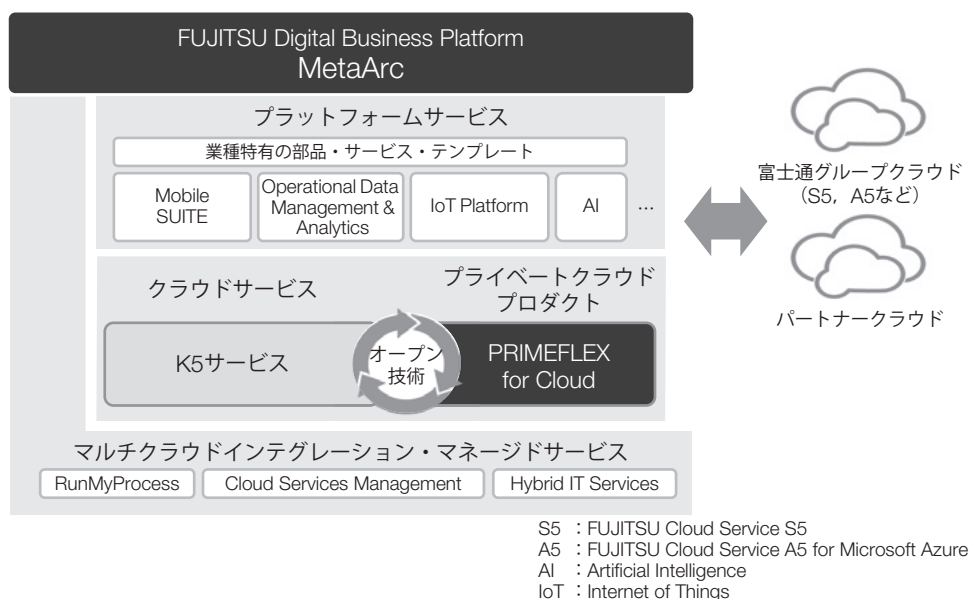 FUJITSU Digital Business Platform
MetaArc
プラットフォームサービス
業種特有の部品・サービス・テンプレート
Mobile
SUITE
Operational Data
Management &
Analytics
IoT Platform
AI
…
クラウドサービス
プライベートクラウド
プロダクト
K5サービス
オープン
技術
PRIMEFLEX
for Cloud
マルチクラウドインテグレーション・マネージドサービス
RunMyProcess
Cloud Services Management
Hybrid IT Services
富士通グループクラウド
（S5，A5など）
パートナークラウド
S5 ：FUJITSU Cloud Service S5
A5 ：FUJITSU Cloud Service A5 for Microsoft Azure
AI ：Artificial Intelligence
IoT ：Internet of Things